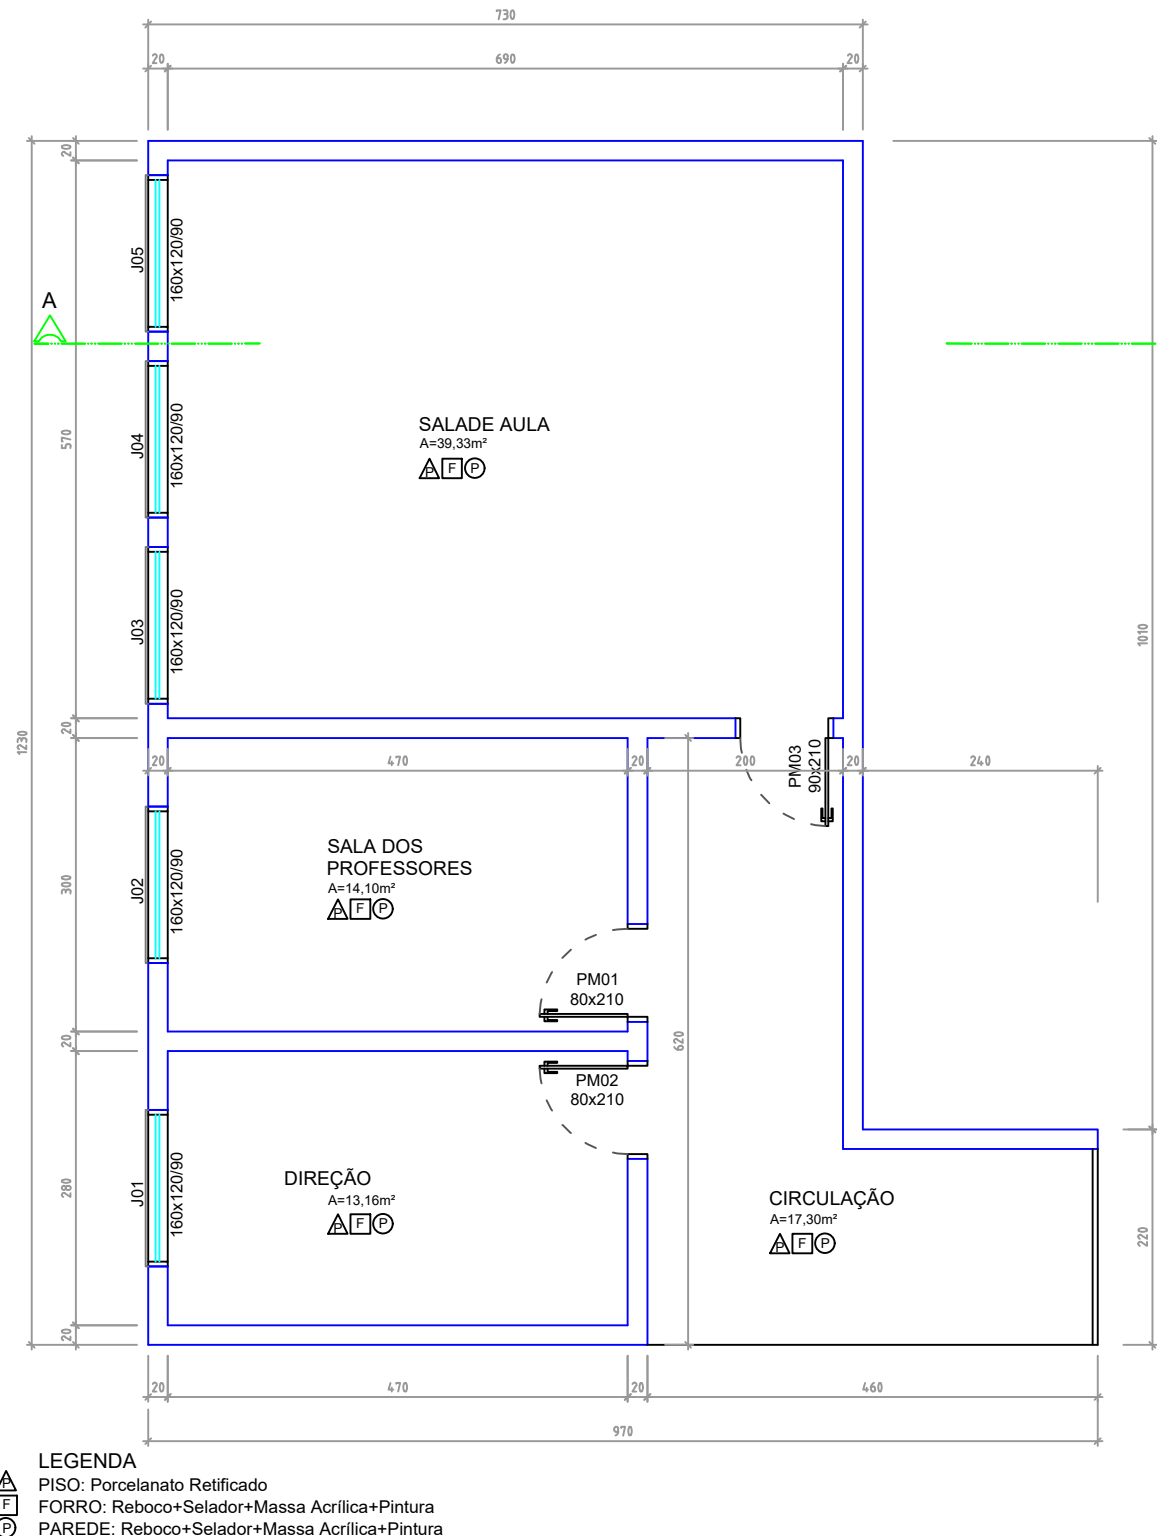 730
20
690
20
20
J05
160x120/90
A
J04
160x120/90
570
SALADE AULA
A=39,33m²
P F P
J03
160x120/90
1010
20
1230
20
470
20
200
20
240
PM03
90x210
SALA DOS
PROFESSORES
A=14,10m²
P F P
J02
160x120/90
300
PM01
80x210
20
620
PM02
80x210
DIREÇÃO
A=13,16m²
P F P
J01
160x120/90
280
CIRCULAÇÃO
A=17,30m²
P F P
220
20
20
470
20
460
970
LEGENDA
P PISO: Porcelanato Retificado
F FORRO: Reboco+Selador+Massa Acrílica+Pintura
P PAREDE: Reboco+Selador+Massa Acrílica+Pintura